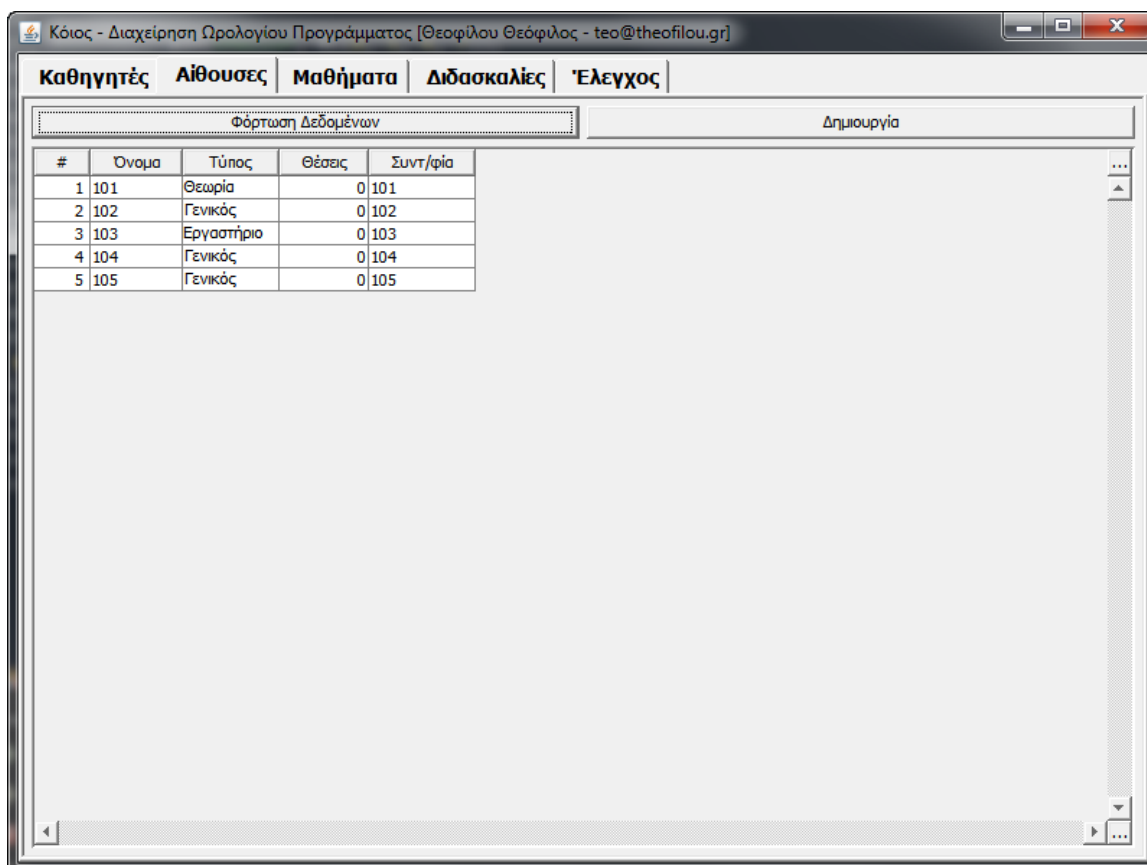 Κόιος - Διαχείρηση Ωρολογίου Προγράμματος [Θεοφίλου Θεόφιλος - teo@theofilou.gr]
Καθηγητές Αίθουσες Μαθήματα Διδασκαλίες Έλεγχος
Φόρτωση Δεδομένων Δημιουργία
# Όνομα Τύπος Θέσεις Συντ/φία ...
1 101 Θεωρία 0 101
2 102 Γενικός 0 102
3 103 Εργαστήριο 0 103
4 104 Γενικός 0 104
5 105 Γενικός 0 105
...